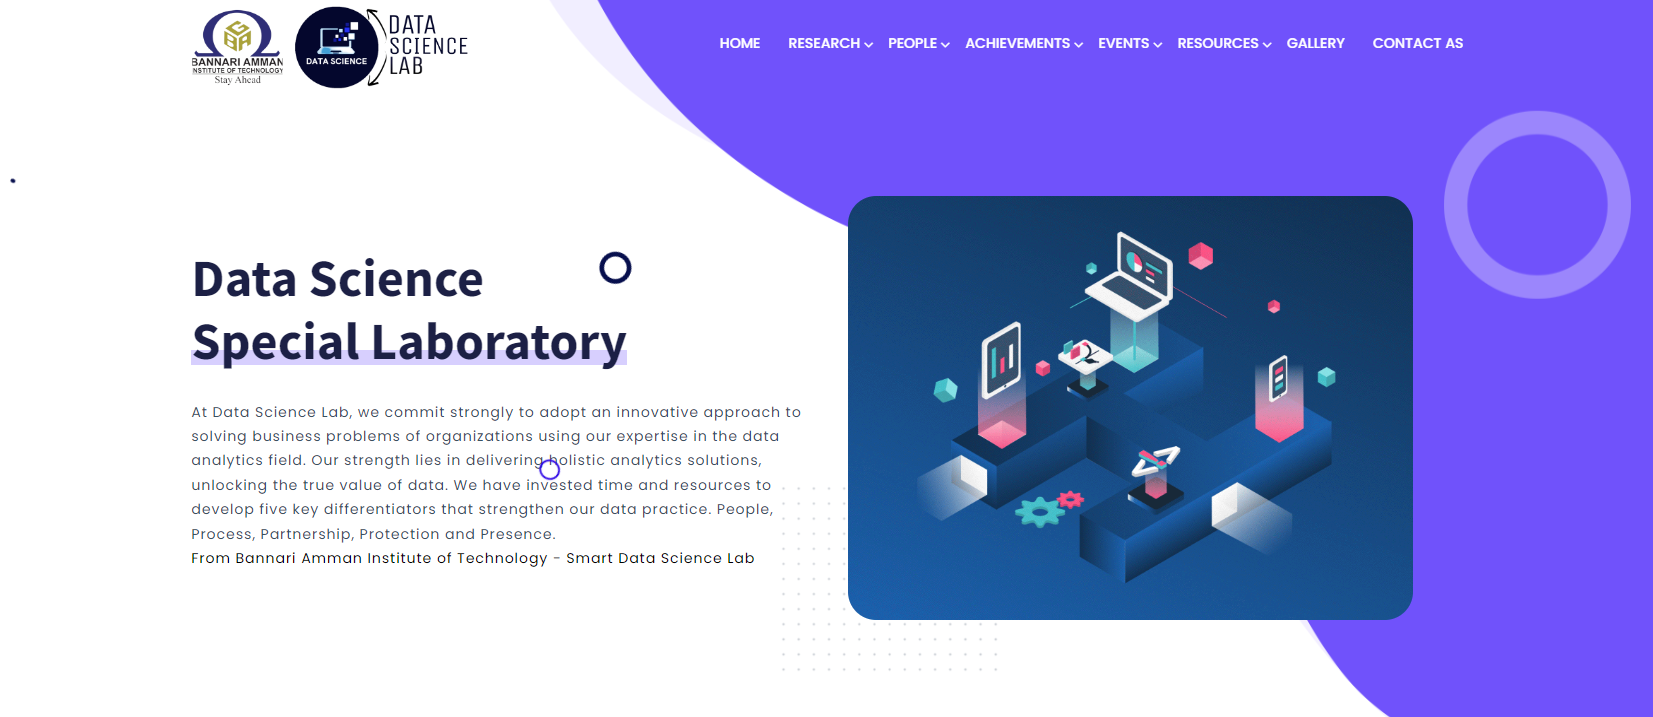 BANNARI AMMAN
INSTITUTE OF TECHNOLOGY
Stay Ahead
DATA SCIENCE
DATA
SCIENCE
LAB
HOME RESEARCH PEOPLE ACHIEVEMENTS EVENTS RESOURCES GALLERY CONTACT AS
Data Science
Special Laboratory
At Data Science Lab, we commit strongly to adopt an innovative approach to
solving business problems of organizations using our expertise in the data
analytics field. Our strength lies in delivering holistic analytics solutions,
unlocking the true value of data. We have invested time and resources to
develop five key differentiators that strengthen our data practice. People,
Process, Partnership, Protection and Presence.
From Bannari Amman Institute of Technology - Smart Data Science Lab